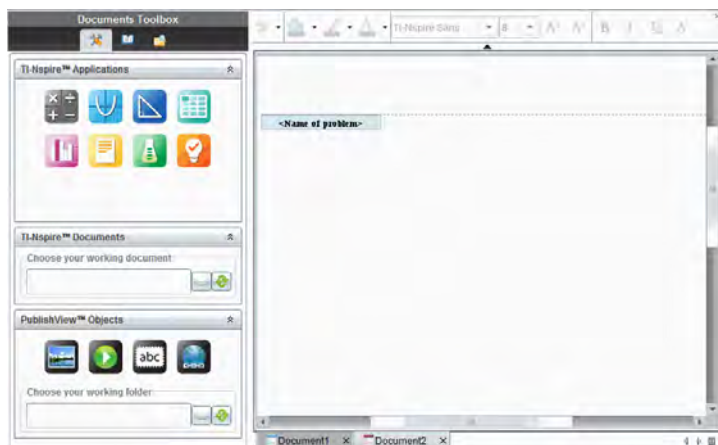 Documents Toolbox
TI-Nspire™ Applications
TI-Nspire™ Documents
Choose your working document
PublishView™ Objects
abc
Choose your working folder
TI-Nspire Sans
8
B I U
<Name of problem>
Document1 × Document2 ×